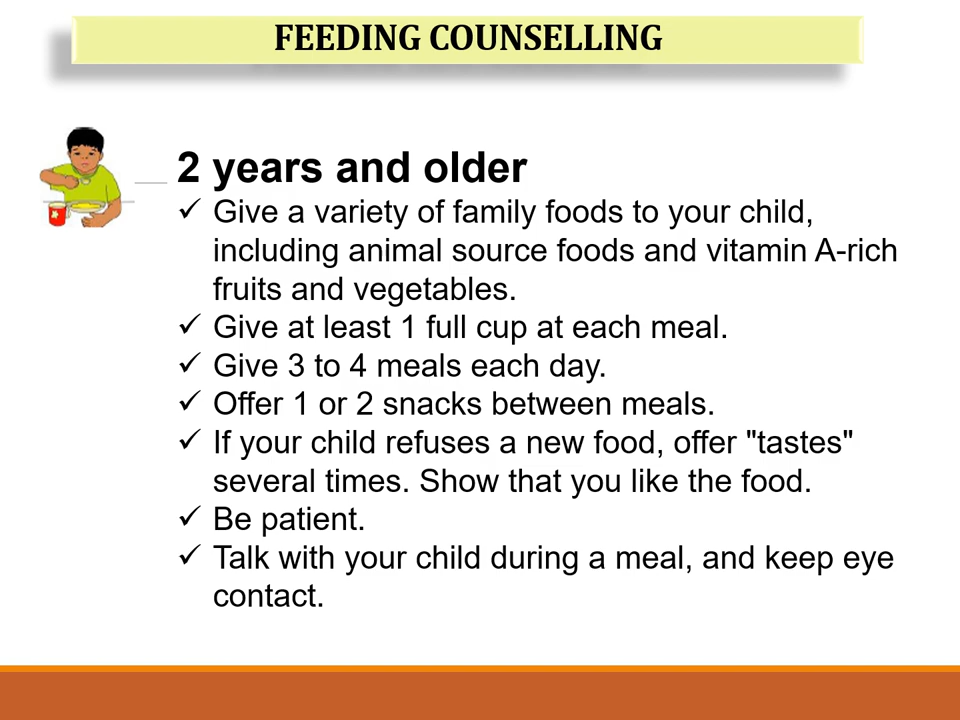 FEEDING COUNSELLING
2 years and older
✓ Give a variety of family foods to your child,
including animal source foods and vitamin A-rich
fruits and vegetables.
✓ Give at least 1 full cup at each meal.
✓ Give 3 to 4 meals each day.
✓ Offer 1 or 2 snacks between meals.
✓ If your child refuses a new food, offer "tastes"
several times. Show that you like the food.
✓ Be patient.
✓ Talk with your child during a meal, and keep eye
contact.